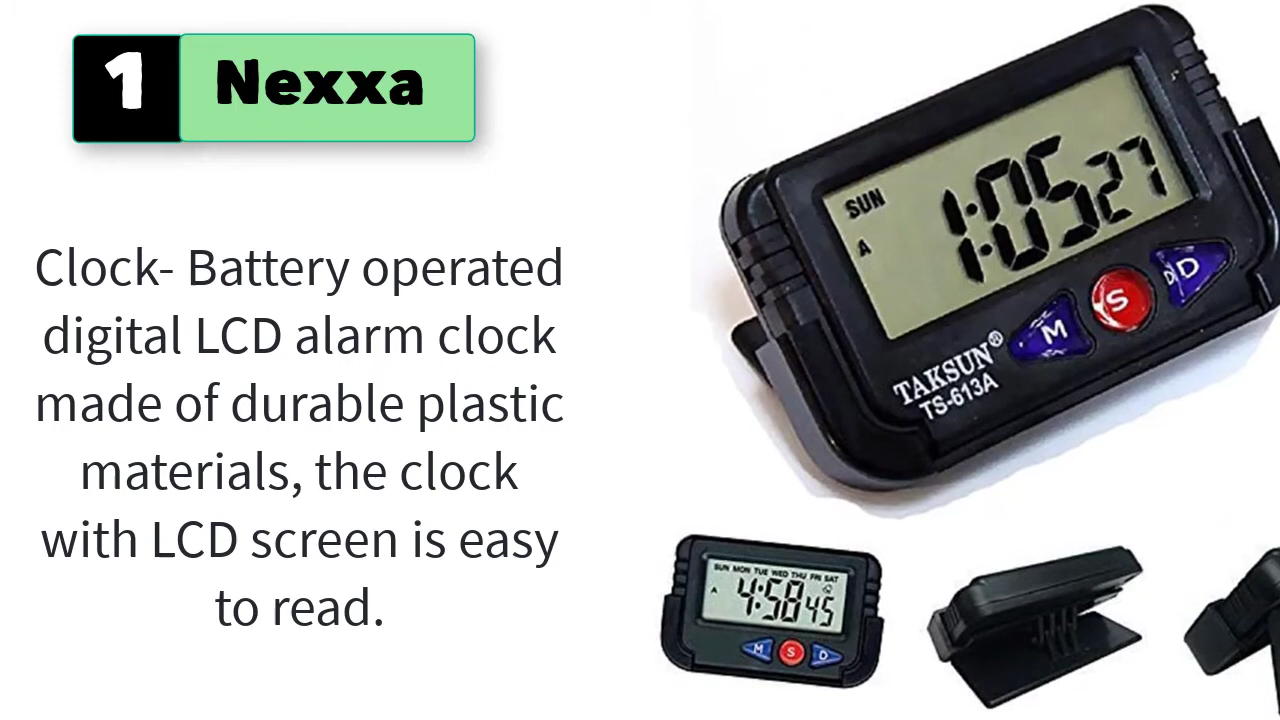 1 Nexxa
Clock- Battery operated
digital LCD alarm clock
made of durable plastic
materials, the clock
with LCD screen is easy
to read.
SUN
A
1:05 27
M S D D
TAKSUN®
TS-613A
SUN MON TUE WED THU FRI SAT
A
4:58 45
M S D